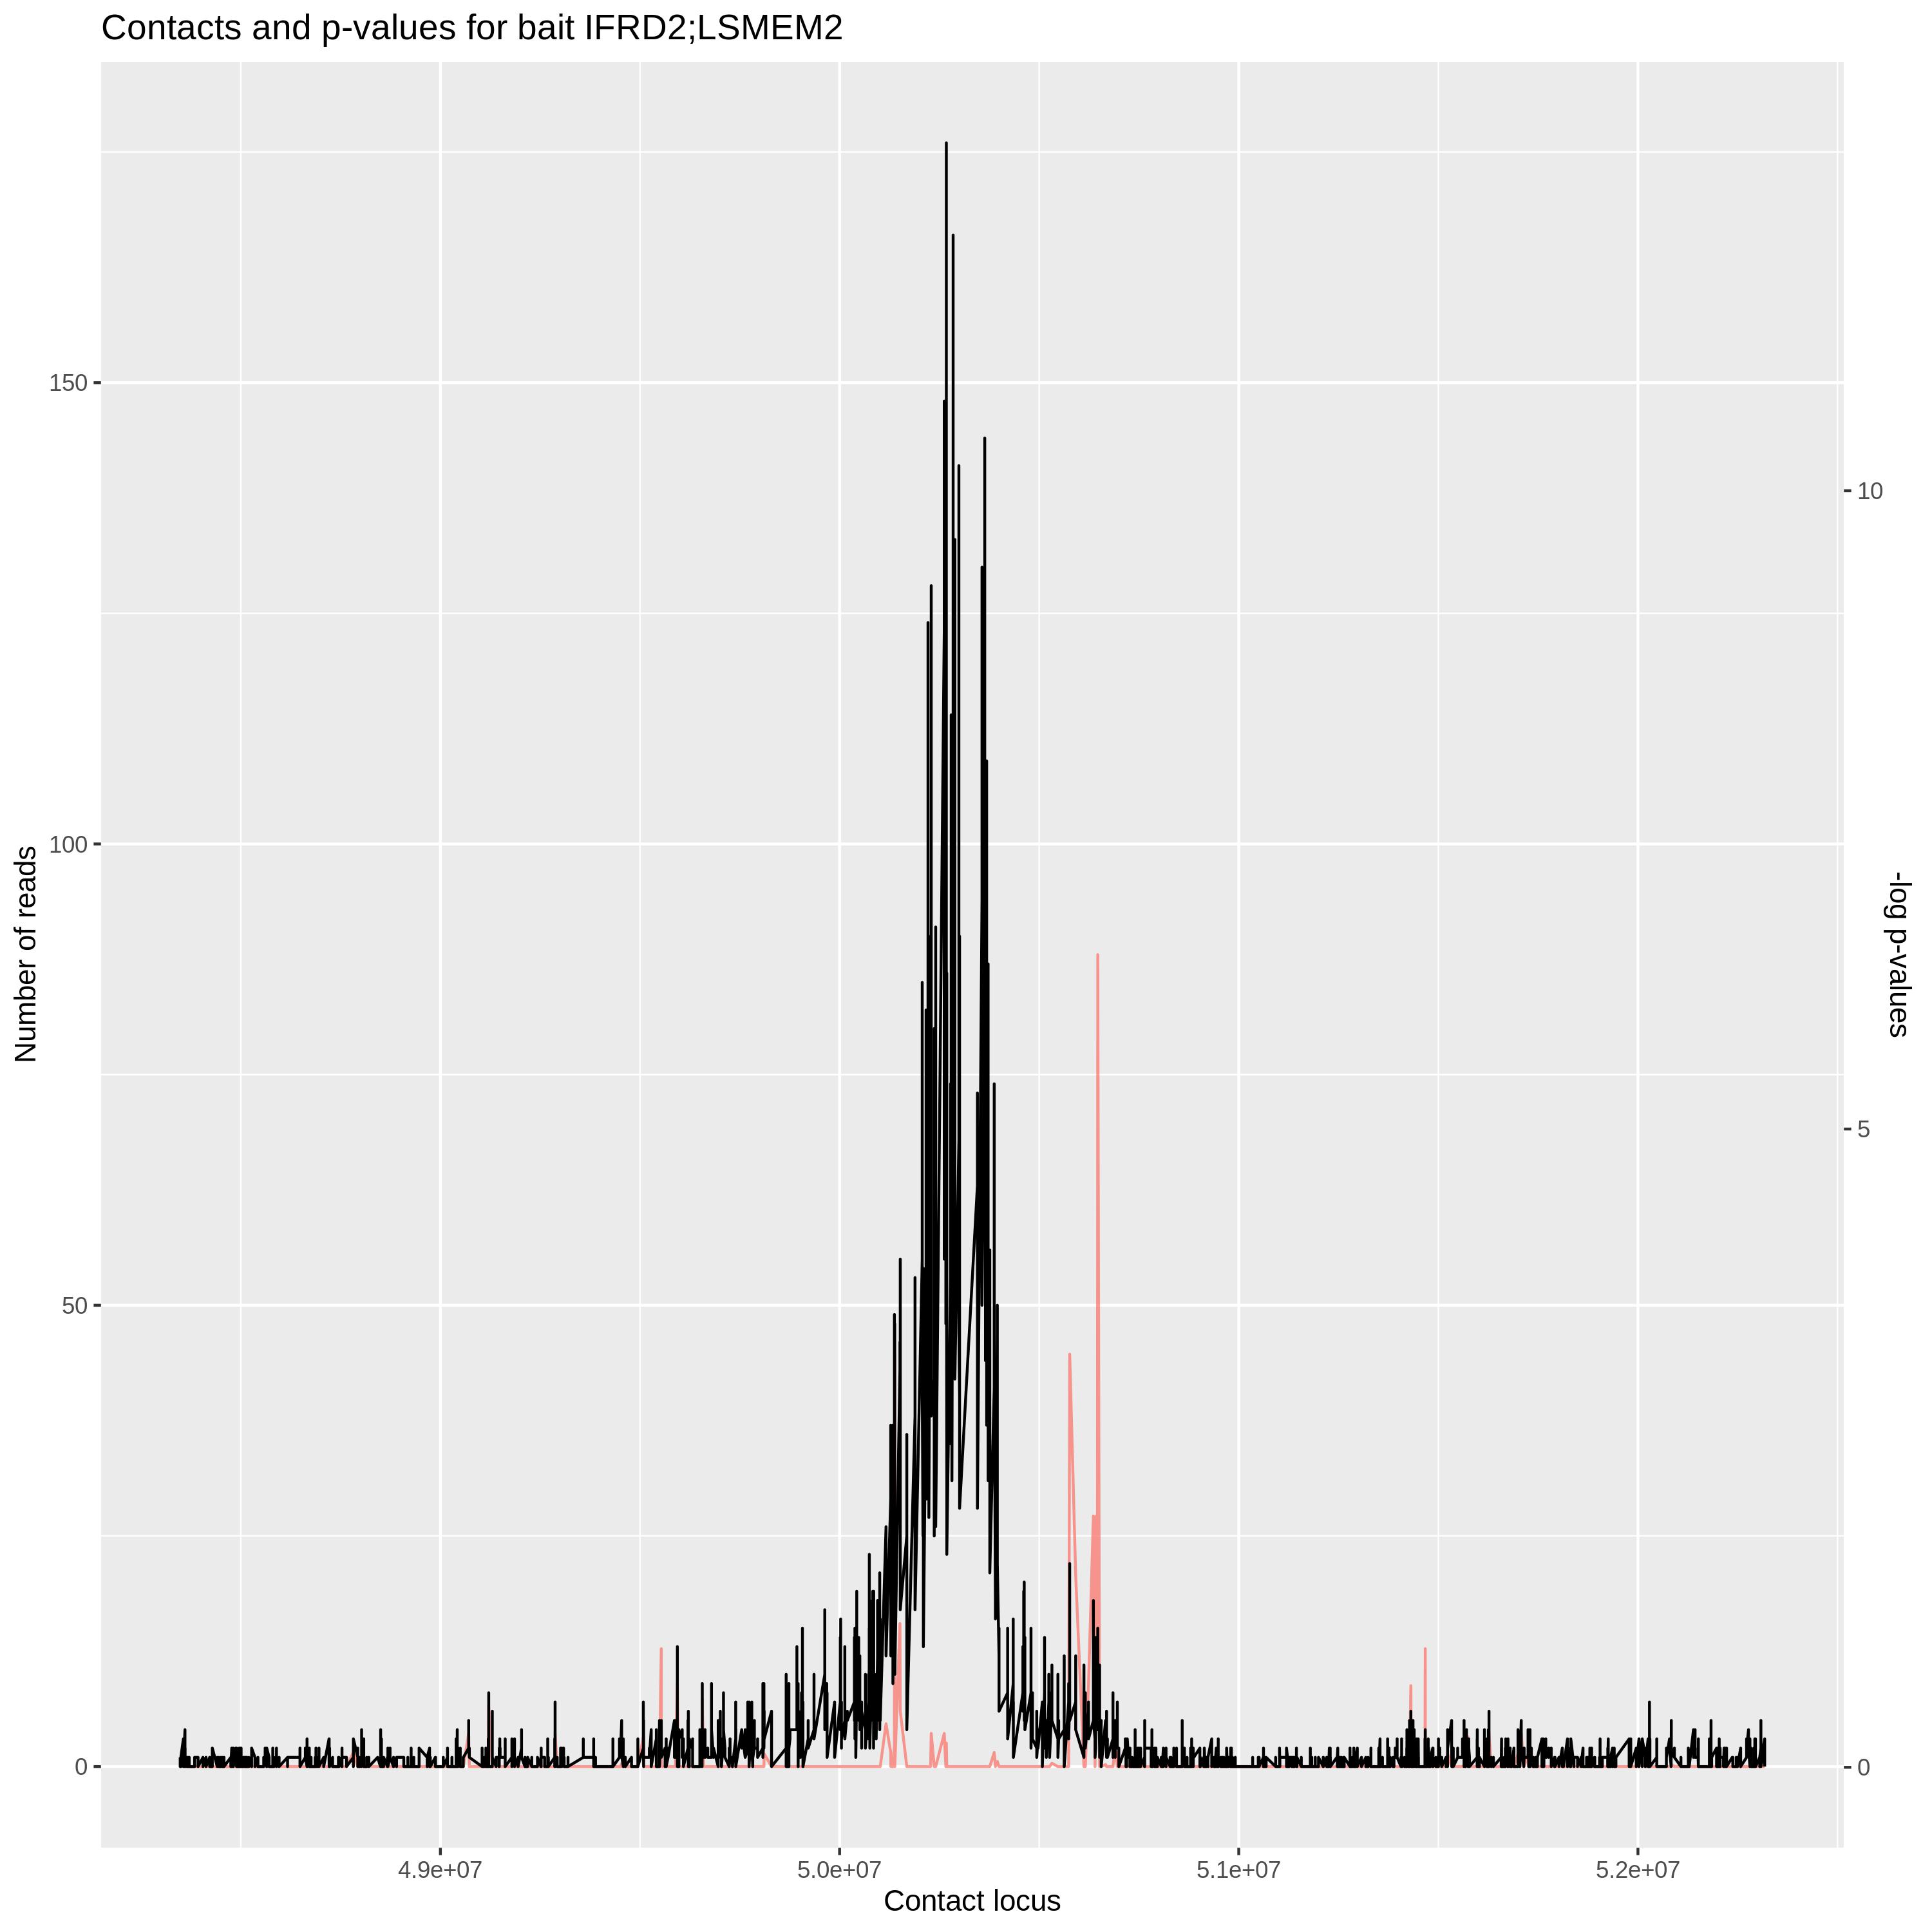 Contacts and p-values for bait IFRD2;LSMEM2
150
100
50
0
Number of reads
10
5
0
-log p-values
4.9e+07
5.0e+07
5.1e+07
5.2e+07
Contact locus